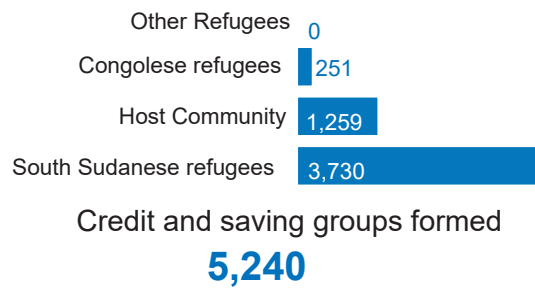 Other Refugees 0
Congolese refugees 251
Host Community 1,259
South Sudanese refugees 3,730
Credit and saving groups formed
5,240